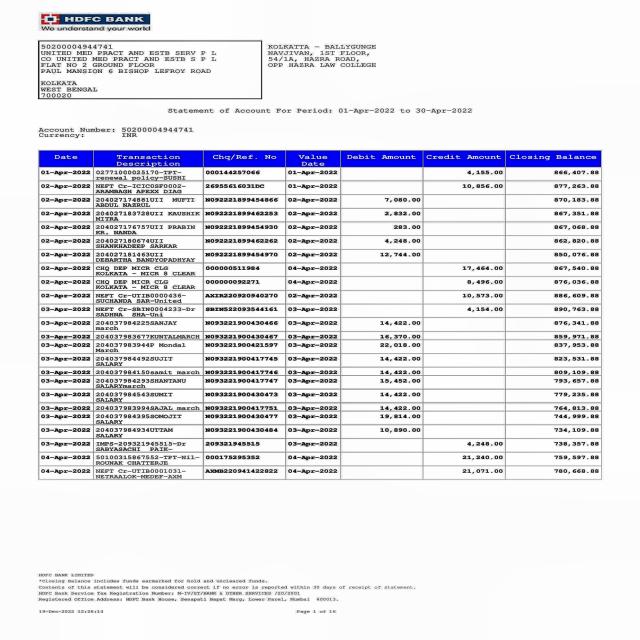 HDFC BANK
We understand your world
50200004944741
UNITED MED PRACT AND ESTB SERV P L
CO UNITED MED PRACT AND ESTB S P L
FLAT NO 2 GROUND FLOOR
PAUL MANSION 6 BISHOP LEFROY ROAD
KOLKATA
WEST BENGAL
700020
KOLKATTA - BALLYGUNGE
NAVJIVAN, 1ST FLOOR,
54/1A, HAZRA ROAD,
OPP HAZRA LAW COLLEGE
Statement of Account For Period: 01-Apr-2022 to 30-Apr-2022
Account Number: 50200004944741
Currency: INR
Date Transaction Description Chq/Ref. No Value Date Debit Amount Credit Amount Closing Balance
01-Apr-2022 02771000025170-TPT- 000144257066 01-Apr-2022 4,155.00 866,407.88
renewal policy-SUSHI
02-Apr-2022 NEFT Cr-ICIC0SF0002- 26955616031DC 01-Apr-2022 10,856.00 877,263.88
ARAMBAGH APEXX DIAG
02-Apr-2022 204027174881UII MUFTI N092221899454866 02-Apr-2022 7,080.00 870,183.88
ABDUL NAZRUL
02-Apr-2022 204027183728UII KAUSHIK N092221899462253 02-Apr-2022 2,832.00 867,351.88
MITRA
02-Apr-2022 204027176757UII PRABIN N092221899454930 02-Apr-2022 283.00 867,068.88
KR. NANDA
02-Apr-2022 204027180674UII N092221899462262 02-Apr-2022 4,248.00 862,820.88
SHANKHADEEP SARKAR
02-Apr-2022 204027181463UII N092221899454970 02-Apr-2022 12,744.00 850,076.88
DEBARTHA BANDYOPADHYAY
02-Apr-2022 CHQ DEP MICR CLG 000000511984 04-Apr-2022 17,464.00 867,540.88
KOLKATA - MICR 8 CLEAR
02-Apr-2022 CHQ DEP MICR CLG 000000092271 04-Apr-2022 8,496.00 876,036.88
KOLKATA - MICR 8 CLEAR
02-Apr-2022 NEFT Cr-UTIB0000436- AXIR220920940270 02-Apr-2022 10,573.00 886,609.88
SUCHANDA SAR-United
03-Apr-2022 NEFT Cr-SBIN0004233-Dr SBIN522093544161 03-Apr-2022 4,154.00 890,763.88
SADHNA SHA-Uni
03-Apr-2022 204037984225SANJAY N093221900430466 03-Apr-2022 14,422.00 876,341.88
march
03-Apr-2022 204037983677KUNTALMARCH N093221900430467 03-Apr-2022 16,370.00 859,971.88
03-Apr-2022 204037983944P Mondal N093221900421597 03-Apr-2022 22,018.00 837,953.88
March
03-Apr-2022 204037984492SUJIT N093221900417745 03-Apr-2022 14,422.00 823,531.88
SALARY
03-Apr-2022 204037984150samit march N093221900417746 03-Apr-2022 14,422.00 809,109.88
03-Apr-2022 204037984293SHANTANU N093221900417747 03-Apr-2022 15,452.00 793,657.88
SALARYmarch
03-Apr-2022 204037984543SUMIT N093221900430473 03-Apr-2022 14,422.00 779,235.88
SALARY
03-Apr-2022 204037983994SAJAL march N093221900417751 03-Apr-2022 14,422.00 764,813.88
03-Apr-2022 204037984395SOMOJIT N093221900430477 03-Apr-2022 19,814.00 744,999.88
SALARY
03-Apr-2022 204037984934UTTAM N093221900430484 03-Apr-2022 10,890.00 734,109.88
SALARY
03-Apr-2022 IMPS-209321945515-Dr 209321945515 03-Apr-2022 4,248.00 738,357.88
SABYASACHI PAIK-
04-Apr-2022 50100315867552-TPT-Nil- 000175295352 04-Apr-2022 21,240.00 759,597.88
ROUNAK CHATTERJE
04-Apr-2022 NEFT Cr-UTIB0001031- AXMB220941422822 04-Apr-2022 21,071.00 780,668.88
NETRAALOK-MEDEF-AXM
HDFC BANK LIMITED
*Closing Balance includes funds earmarked for hold and uncleared funds.
Contents of this statement will be considered correct if no error is reported within 30 days of receipt of statement.
HDFC Bank Service Tax Registration Number: M-IV/ST/BANK & OTHER SERVICES /20/2001
Registered Office Address: HDFC Bank House, Senapati Bapat Marg, Lower Parel, Mumbai 400013.
19-Dec-2022 12:26:14 Page 1 of 16